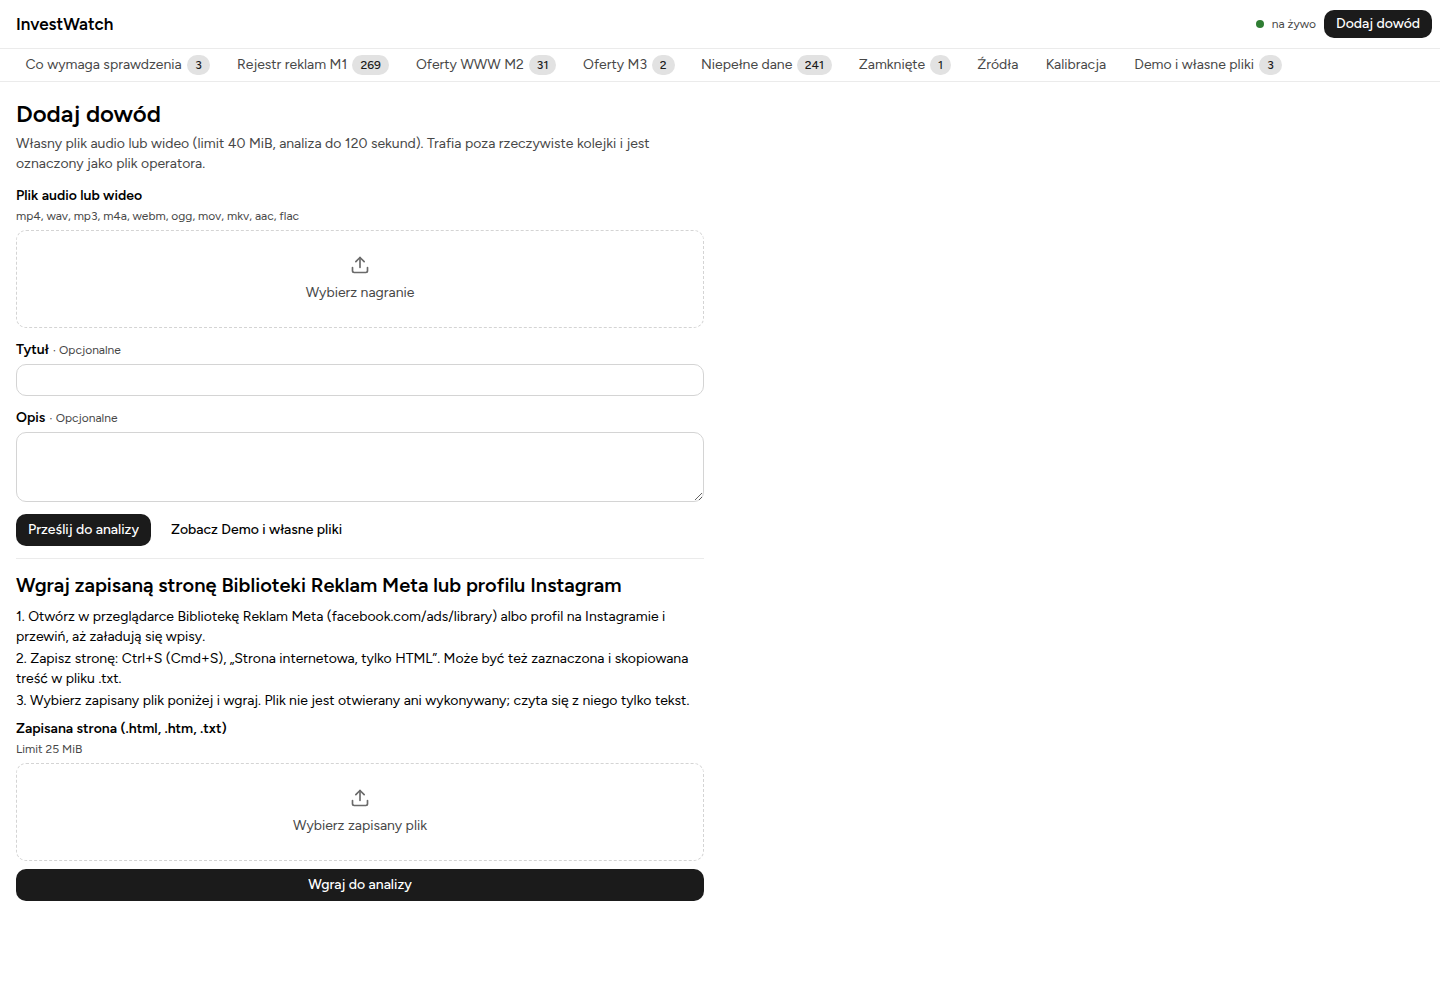 InvestWatch
na żywo
Dodaj dowód
Co wymaga sprawdzenia 3
Rejestr reklam M1 269
Oferty WWW M2 31
Oferty M3 2
Niepełne dane 241
Zamknięte 1
Źródła
Kalibracja
Demo i własne pliki 3
Dodaj dowód
Własny plik audio lub wideo (limit 40 MiB, analiza do 120 sekund). Trafia poza rzeczywiste kolejki i jest
oznaczony jako plik operatora.
Plik audio lub wideo
mp4, wav, mp3, m4a, webm, ogg, mov, mkv, aac, flac
Wybierz nagranie
Tytuł · Opcjonalne
Opis · Opcjonalne
Prześlij do analizy
Zobacz Demo i własne pliki
Wgraj zapisaną stronę Biblioteki Reklam Meta lub profilu Instagram
1. Otwórz w przeglądarce Bibliotekę Reklam Meta (facebook.com/ads/library) albo profil na Instagramie i
przewiń, aż załadują się wpisy.
2. Zapisz stronę: Ctrl+S (Cmd+S), „Strona internetowa, tylko HTML”. Może być też zaznaczona i skopiowana
treść w pliku .txt.
3. Wybierz zapisany plik poniżej i wgraj. Plik nie jest otwierany ani wykonywany; czyta się z niego tylko tekst.
Zapisana strona (.html, .htm, .txt)
Limit 25 MiB
Wybierz zapisany plik
Wgraj do analizy